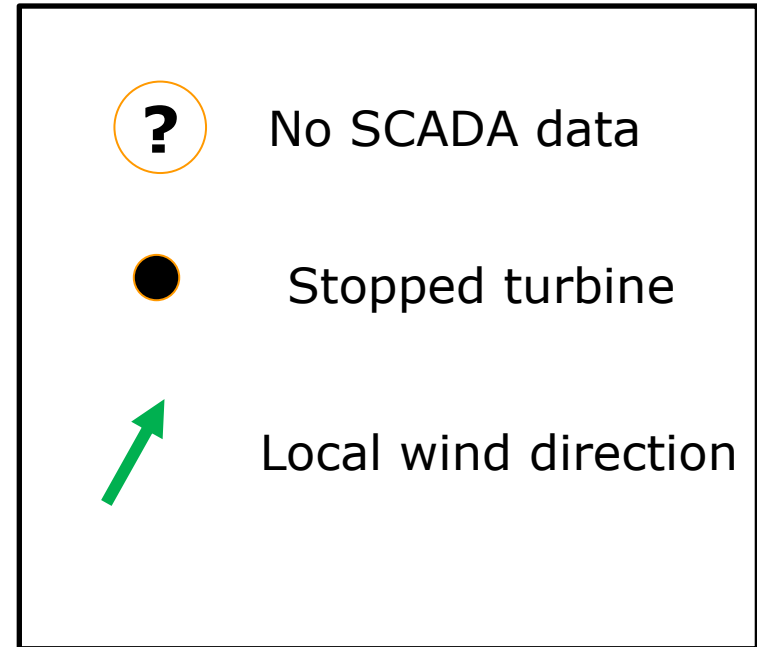 ? No SCADA data
Stopped turbine
Local wind direction